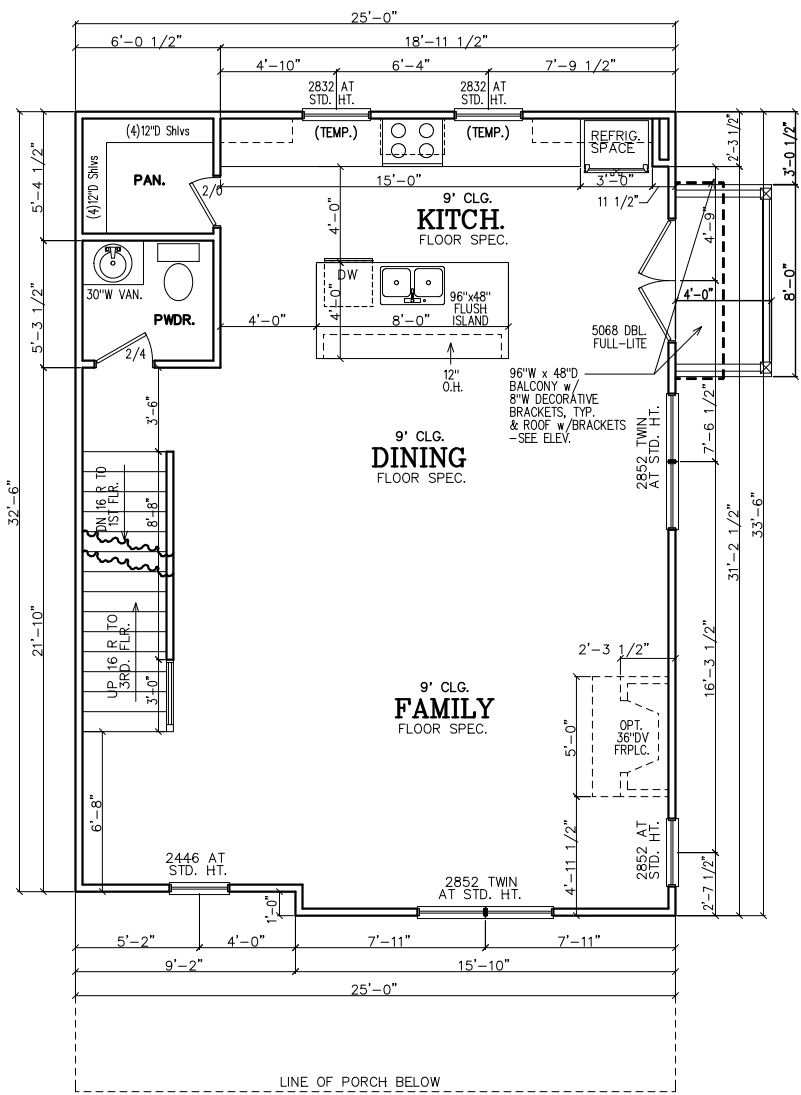 25'-0"
6'-0 1/2"
18'-11 1/2"
4'-10"
6'-4"
7'-9 1/2"
2832 AT
STD. HT.
2832 AT
STD. HT.
(4)12"D Shlvs
(TEMP.)
(TEMP.)
REFRIG.
SPACE
2'-3 1/2"
3'-0 1/2"
5'-4 1/2"
(4)12"D Shlvs
PAN.
2/0
15'-0"
3'-0"
11 1/2"
9' CLG.
KITCH.
FLOOR SPEC.
4'-0"
4'-9"
DW
30"W VAN.
PWDR.
2/4
5'-3 1/2"
4'-0"
4'-0"
8'-0"
96"x48"
FLUSH
ISLAND
12"
O.H.
4'-0"
8'-0"
5068 DBL.
FULL-LITE
96"W x 48"D
BALCONY w/
8"W DECORATIVE
BRACKETS, TYP.
& ROOF w/BRACKETS
-SEE ELEV.
3'-6"
7'-6 1/2"
2852 TWIN
AT STD. HT.
9' CLG.
DINING
FLOOR SPEC.
DN 16 R TO
1ST FLR.
8'-8"
32'-6"
31'-2 1/2"
33'-6"
21'-10"
UP 16 R TO
3RD. FLR.
3'-0"
2'-3 1/2"
16'-3 1/2"
9' CLG.
FAMILY
FLOOR SPEC.
5'-0"
OPT.
36"DV
FRPLC.
6'-8"
4'-11 1/2"
2852 AT
STD. HT.
2'-7 1/2"
2446 AT
STD. HT.
2852 TWIN
AT STD. HT.
1'-0"
5'-2"
4'-0"
7'-11"
7'-11"
9'-2"
15'-10"
25'-0"
LINE OF PORCH BELOW